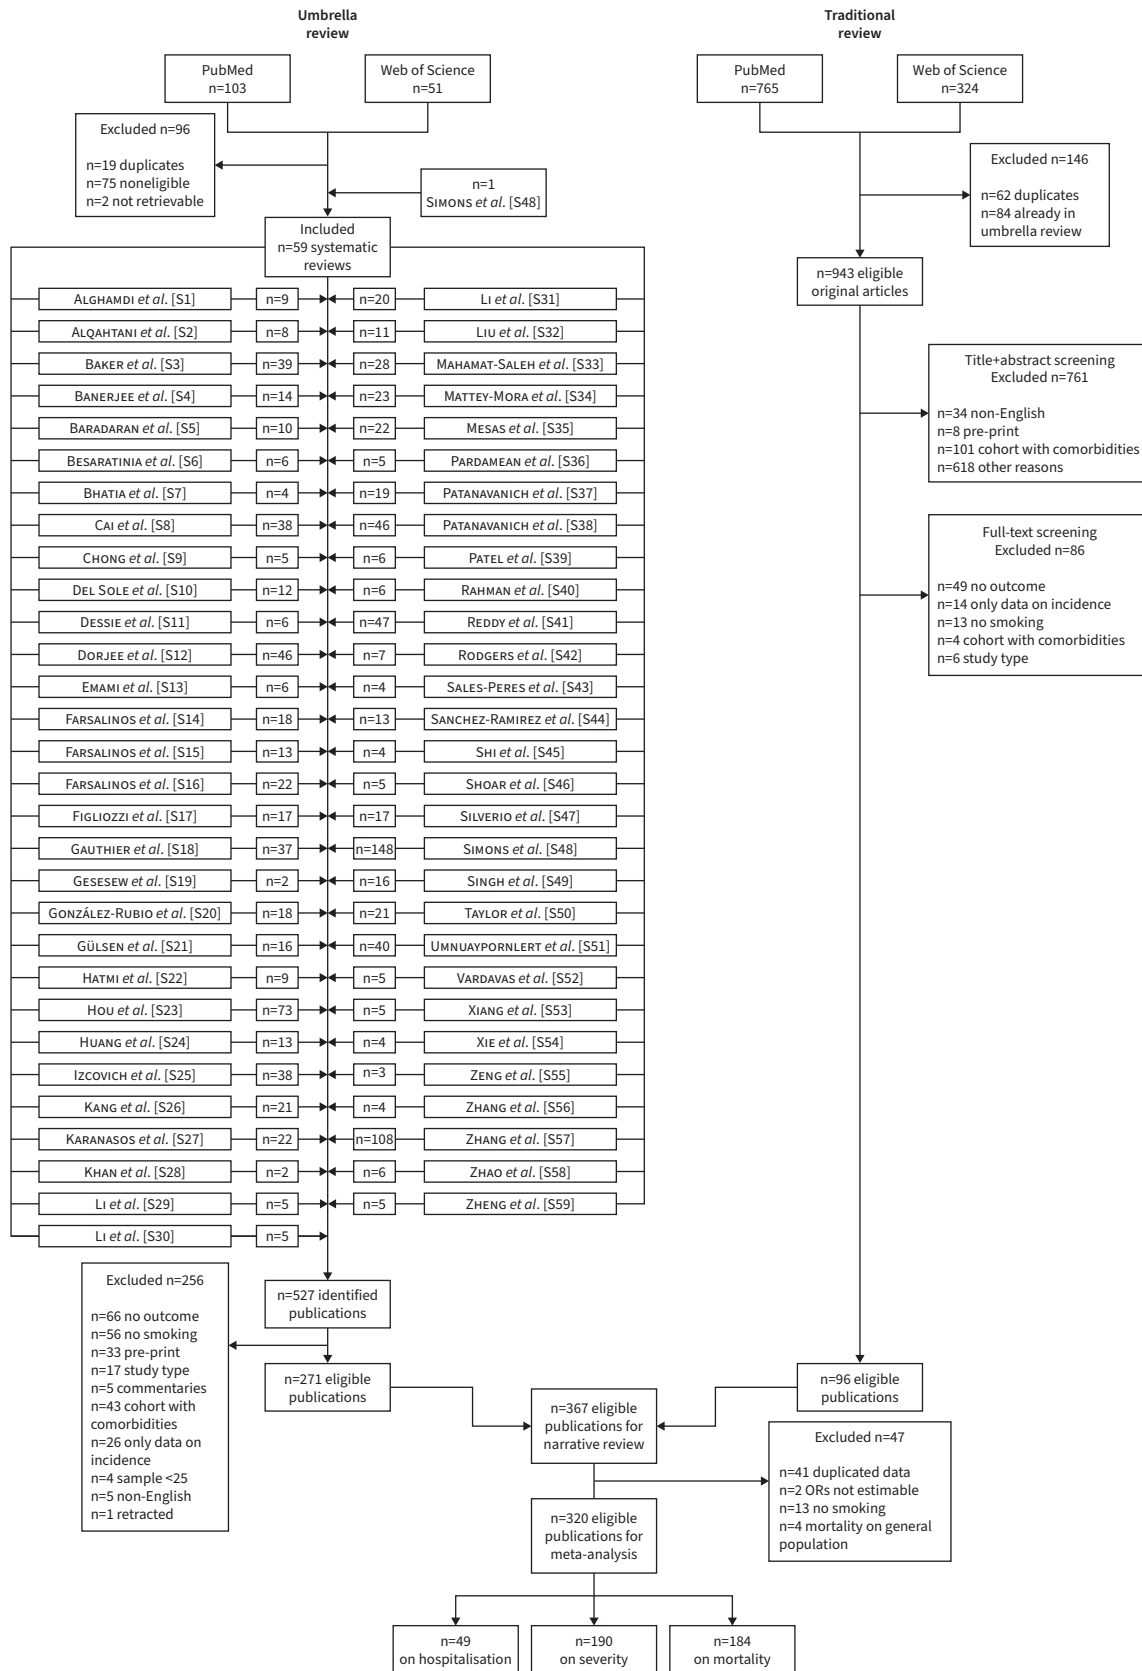 Umbrella
review
PubMed
n=103
Web of Science
n=51
Excluded n=96
n=19 duplicates
n=75 noneligible
n=2 not retrievable
n=1
SIMONS et al. [S48]
Included
n=59 systematic
reviews
ALGHAMDI et al. [S1]
n=9
n=20
LI et al. [S31]
ALQAHTANI et al. [S2]
n=8
n=11
LIU et al. [S32]
BAKER et al. [S3]
n=39
n=28
MAHAMAT-SALEH et al. [S33]
BANERJEE et al. [S4]
n=14
n=23
MATTEY-MORA et al. [S34]
BARADARAN et al. [S5]
n=10
n=22
MESAS et al. [S35]
BESARATINIA et al. [S6]
n=6
n=5
PARDAMEAN et al. [S36]
BHATIA et al. [S7]
n=4
n=19
PATANAVANICH et al. [S37]
CAI et al. [S8]
n=38
n=46
PATANAVANICH et al. [S38]
CHONG et al. [S9]
n=5
n=6
PATEL et al. [S39]
DEL SOLE et al. [S10]
n=12
n=6
RAHMAN et al. [S40]
DESSIE et al. [S11]
n=6
n=47
REDDY et al. [S41]
DORJEE et al. [S12]
n=46
n=7
RODGERS et al. [S42]
EMAMI et al. [S13]
n=6
n=4
SALES-PERES et al. [S43]
FARSALINOS et al. [S14]
n=18
n=13
SANCHEZ-RAMIREZ et al. [S44]
FARSALINOS et al. [S15]
n=13
n=4
SHI et al. [S45]
FARSALINOS et al. [S16]
n=22
n=5
SHOAR et al. [S46]
FIGLIOZZI et al. [S17]
n=17
n=17
SILVERIO et al. [S47]
GAUTHIER et al. [S18]
n=37
n=148
SIMONS et al. [S48]
GESESEW et al. [S19]
n=2
n=16
SINGH et al. [S49]
GONZÁLEZ-RUBIO et al. [S20]
n=18
n=21
TAYLOR et al. [S50]
GÜLSEN et al. [S21]
n=16
n=40
UMNUAYPORNLERT et al. [S51]
HATMI et al. [S22]
n=9
n=5
VARDAVAS et al. [S52]
HOU et al. [S23]
n=73
n=5
XIANG et al. [S53]
HUANG et al. [S24]
n=13
n=4
XIE et al. [S54]
IZCOVICH et al. [S25]
n=38
n=3
ZENG et al. [S55]
KANG et al. [S26]
n=21
n=4
ZHANG et al. [S56]
KARANASOS et al. [S27]
n=22
n=108
ZHANG et al. [S57]
KHAN et al. [S28]
n=2
n=6
ZHAO et al. [S58]
LI et al. [S29]
n=5
n=5
ZHENG et al. [S59]
LI et al. [S30]
n=5
Excluded n=256
n=66 no outcome
n=56 no smoking
n=33 pre-print
n=17 study type
n=5 commentaries
n=43 cohort with
comorbidities
n=26 only data on
incidence
n=4 sample <25
n=5 non-English
n=1 retracted
n=527 identified
publications
n=271 eligible
publications
Traditional
review
PubMed
n=765
Web of Science
n=324
Excluded n=146
n=62 duplicates
n=84 already in
umbrella review
n=943 eligible
original articles
Title+abstract screening
Excluded n=761
n=34 non-English
n=8 pre-print
n=101 cohort with comorbidities
n=618 other reasons
Full-text screening
Excluded n=86
n=49 no outcome
n=14 only data on incidence
n=13 no smoking
n=4 cohort with comorbidities
n=6 study type
n=96 eligible
publications
n=367 eligible
publications for
narrative review
Excluded n=47
n=41 duplicated data
n=2 ORs not estimable
n=13 no smoking
n=4 mortality on general
population
n=320 eligible
publications for
meta-analysis
n=49
on hospitalisation
n=190
on severity
n=184
on mortality